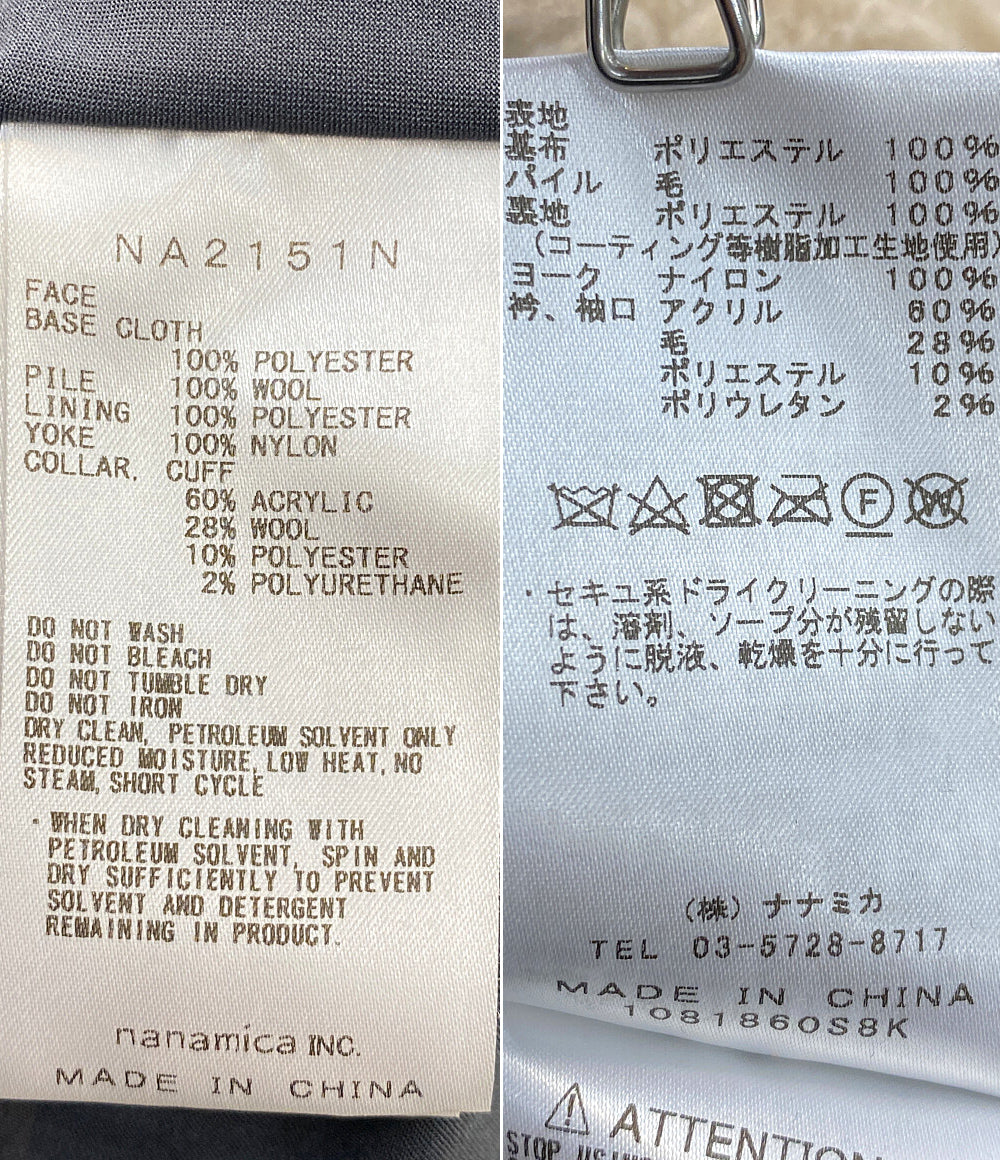 NA2151N
FACE
BASE CLOTH
100% POLYESTER
PILE 100% WOOL
LINING 100% POLYESTER
YOKE 100% NYLON
COLLAR, CUFF
60% ACRYLIC
28% WOOL
10% POLYESTER
2% POLYURETHANE
DO NOT WASH
DO NOT BLEACH
DO NOT TUMBLE DRY
DO NOT IRON
DRY CLEAN, PETROLEUM SOLVENT ONLY
REDUCED MOISTURE, LOW HEAT, NO
STEAM, SHORT CYCLE
・WHEN DRY CLEANING WITH
PETROLEUM SOLVENT, SPIN AND
DRY SUFFICIENTLY TO PREVENT
SOLVENT AND DETERGENT
REMAINING IN PRODUCT.
nanamica INC.
MADE IN CHINA
表地
基布 ポリエステル 100%
パイル 毛 100%
裏地 ポリエステル 100%
(コーティング等樹脂加工生地使用)
ヨーク ナイロン 100%
衿、袖口 アクリル 60%
毛 28%
ポリエステル 10%
ポリウレタン 2%
F W
・セキユ系ドライクリーニングの際
は、溶剤、ソープ分が残留しない
ように脱液、乾燥を十分に行って
下さい。
(株)ナナミカ
TEL 03-5728-8717
MADE IN CHINA
1081860S8K
ATTENTION
STOP